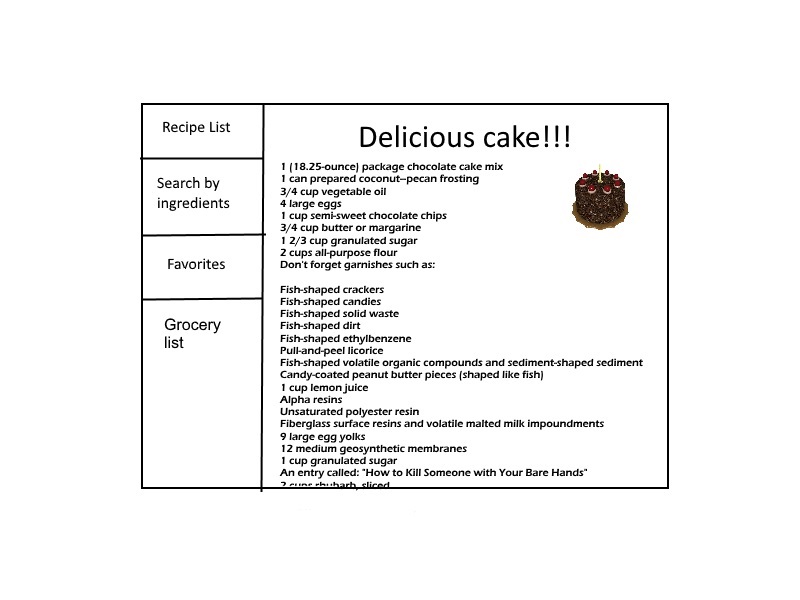 Recipe List
Search by
ingredients
Favorites
Grocery
list
Delicious cake!!!
1 (18.25-ounce) package chocolate cake mix
1 can prepared coconut--pecan frosting
3/4 cup vegetable oil
4 large eggs
1 cup semi-sweet chocolate chips
3/4 cup butter or margarine
1 2/3 cup granulated sugar
2 cups all-purpose flour
Don't forget garnishes such as:
Fish-shaped crackers
Fish-shaped candies
Fish-shaped solid waste
Fish-shaped dirt
Fish-shaped ethylbenzene
Pull-and-peel licorice
Fish-shaped volatile organic compounds and sediment-shaped sediment
Candy-coated peanut butter pieces (shaped like fish)
1 cup lemon juice
Alpha resins
Unsaturated polyester resin
Fiberglass surface resins and volatile malted milk impoundments
9 large egg yolks
12 medium geosynthetic membranes
1 cup granulated sugar
An entry called: "How to Kill Someone with Your Bare Hands"
2 cups rhubarb, sliced